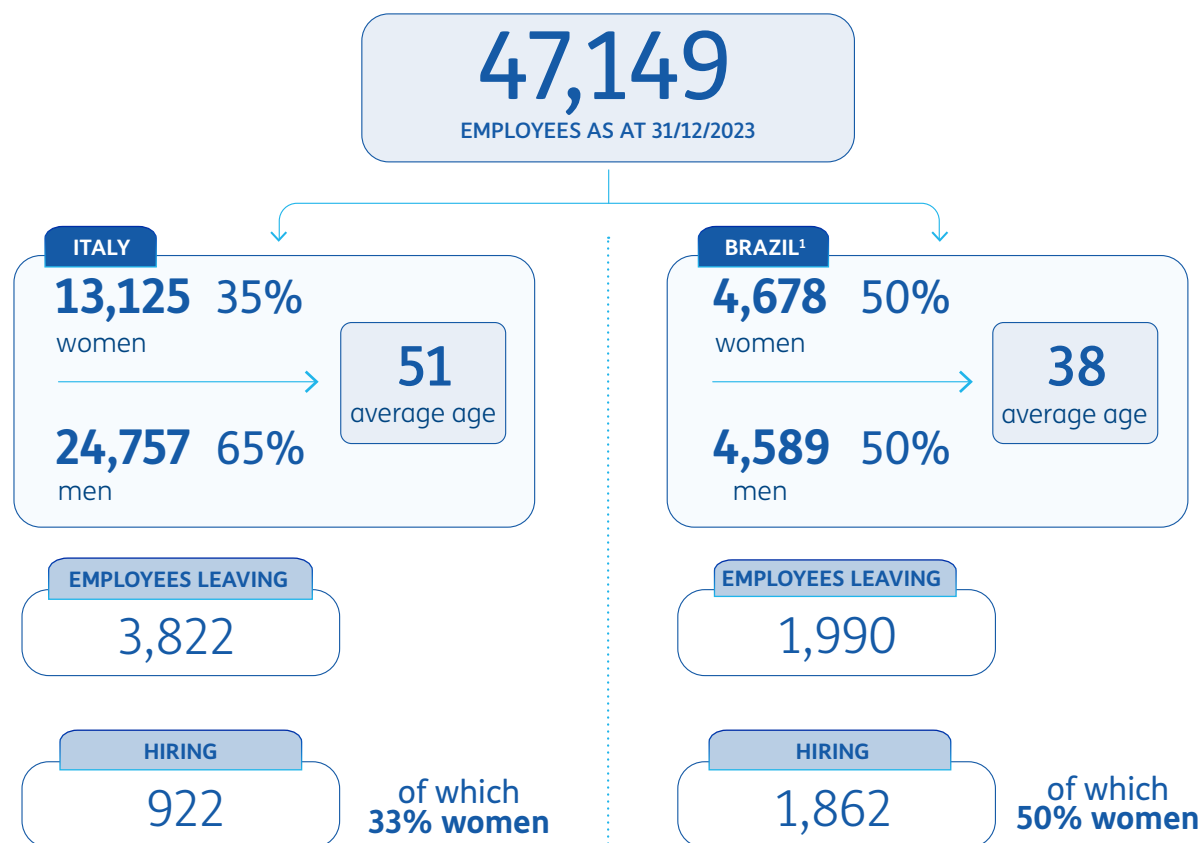 47,149
EMPLOYEES AS AT 31/12/2023
ITALY
13,125 35%
women
51
average age
24,757 65%
men
EMPLOYEES LEAVING
3,822
HIRING
922
of which
33% women
BRAZIL¹
4,678 50%
women
38
average age
4,589 50%
men
EMPLOYEES LEAVING
1,990
HIRING
1,862
of which
50% women